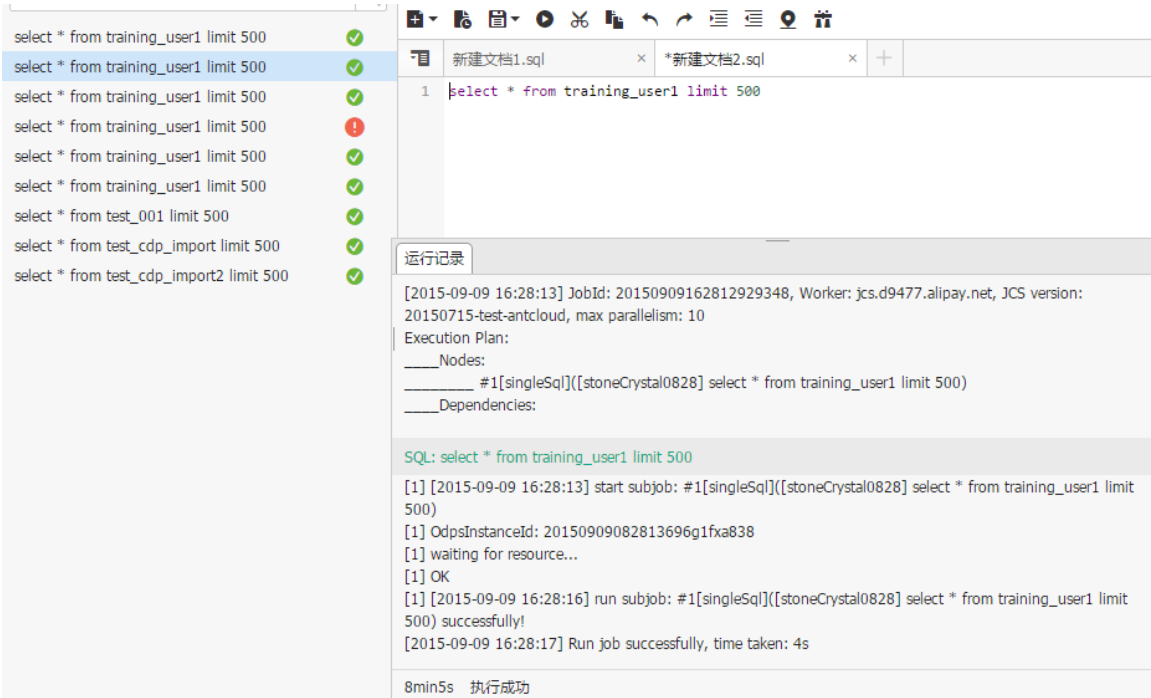 select * from training_user1 limit 500
select * from training_user1 limit 500
select * from training_user1 limit 500
select * from training_user1 limit 500
select * from training_user1 limit 500
select * from training_user1 limit 500
select * from test_001 limit 500
select * from test_cdp_import limit 500
select * from test_cdp_import2 limit 500
新建文档1.sql × *新建文档2.sql ×
1 select * from training_user1 limit 500
运行记录
[2015-09-09 16:28:13] JobId: 20150909162812929348, Worker: jcs.d9477.alipay.net, JCS version:
20150715-test-antcloud, max parallelism: 10
Execution Plan:
____Nodes:
________ #1[singleSql]([stoneCrystal0828] select * from training_user1 limit 500)
____Dependencies:
SQL: select * from training_user1 limit 500
[1] [2015-09-09 16:28:13] start subjob: #1[singleSql]([stoneCrystal0828] select * from training_user1 limit
500)
[1] OdpsInstanceId: 20150909082813696g1fxa838
[1] waiting for resource...
[1] OK
[1] [2015-09-09 16:28:16] run subjob: #1[singleSql]([stoneCrystal0828] select * from training_user1 limit
500) successfully!
[2015-09-09 16:28:17] Run job successfully, time taken: 4s
8min5s 执行成功